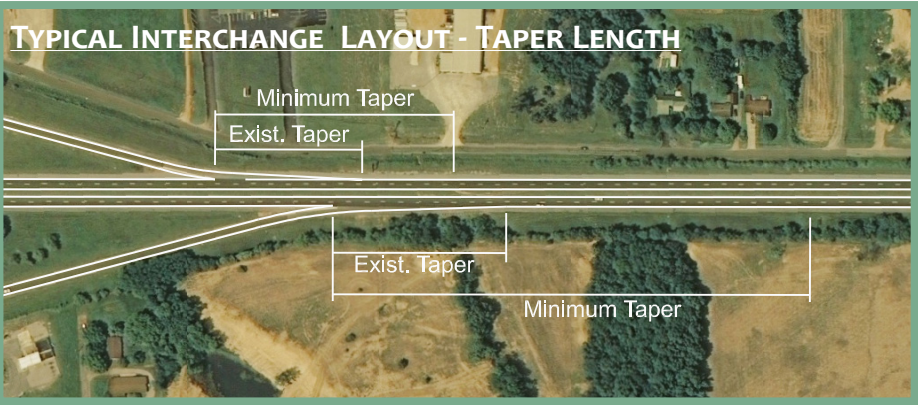 TYPICAL INTERCHANGE LAYOUT - TAPER LENGTH
Minimum Taper
Exist. Taper
Exist. Taper
Minimum Taper